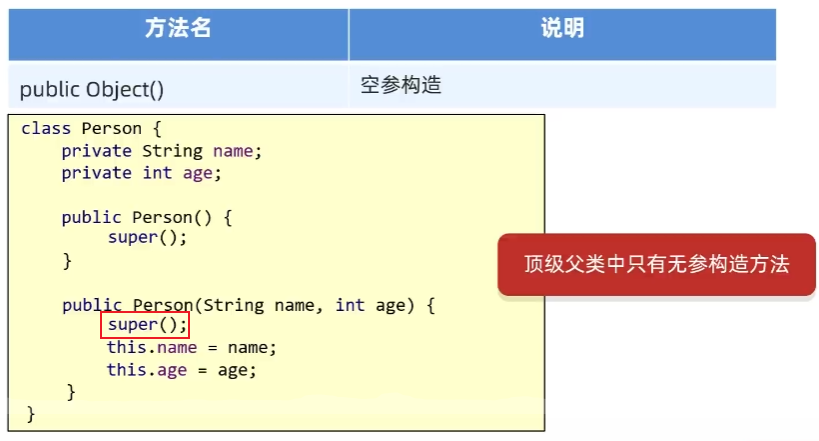 方法名 说明
public Object() 空参构造
class Person {
    private String name;
    private int age;
    public Person() {
        super();
    }
    public Person(String name, int age) {
        super();
        this.name = name;
        this.age = age;
    }
}
顶级父类中只有无参构造方法